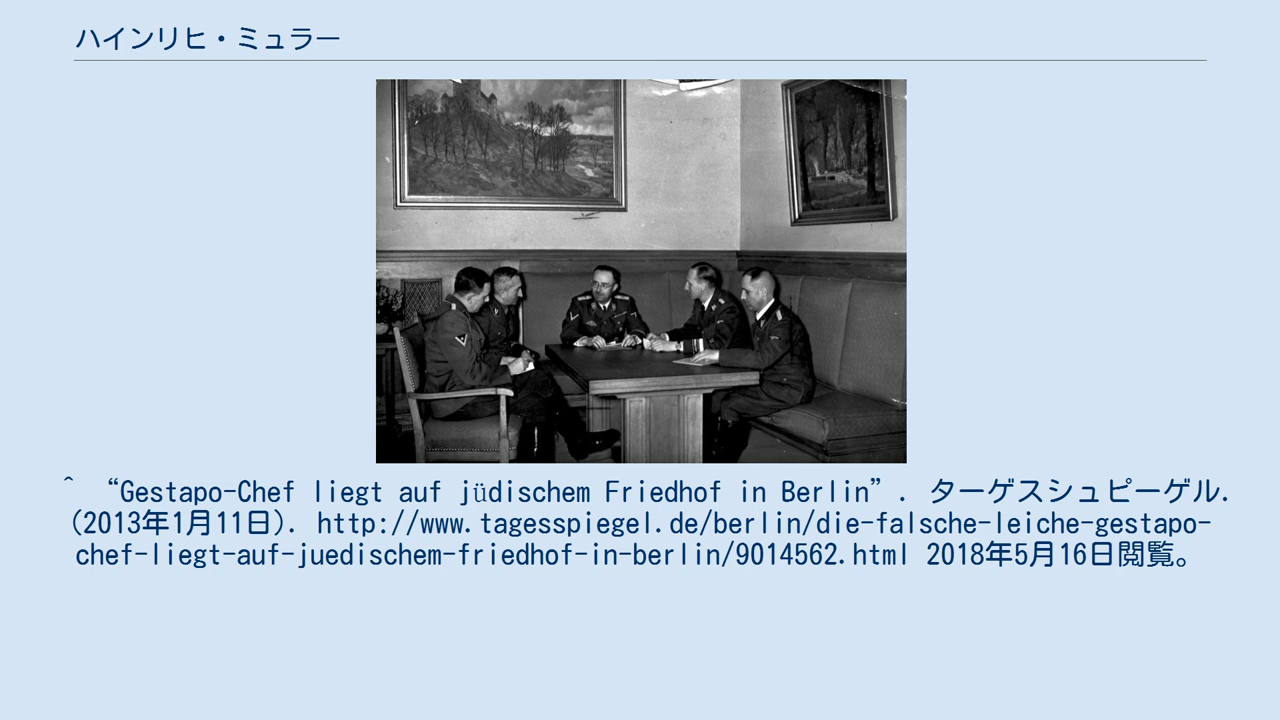 ハインリヒ・ミュラー
^ “Gestapo-Chef liegt auf jüdischem Friedhof in Berlin”. ターゲスシュピーゲル.
(2013年1月11日). http://www.tagesspiegel.de/berlin/die-falsche-leiche-gestapo-
chef-liegt-auf-juedischem-friedhof-in-berlin/9014562.html 2018年5月16日閲覧。